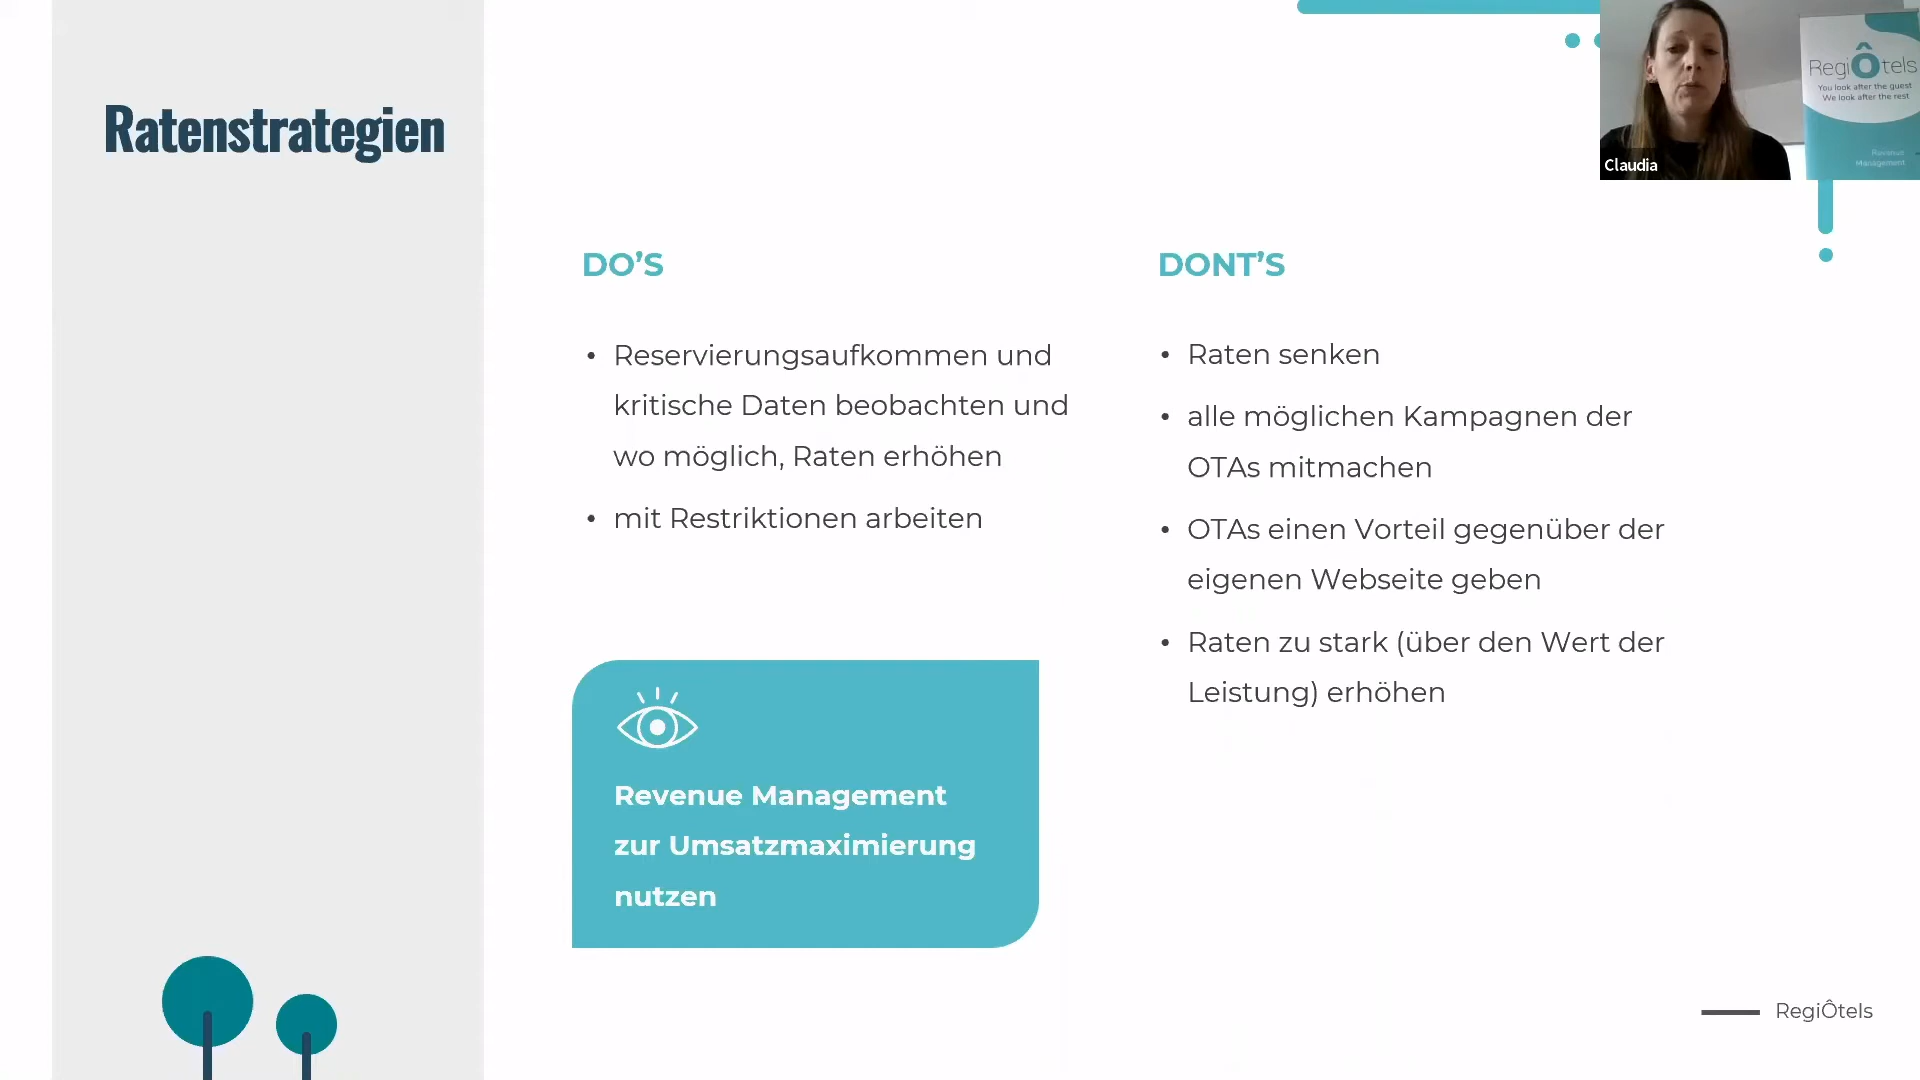 Ratenstrategien
DO’S
• Reservierungsaufkommen und
kritische Daten beobachten und
wo möglich, Raten erhöhen
• mit Restriktionen arbeiten
Revenue Management
zur Umsatzmaximierung
nutzen
DONT’S
• Raten senken
• alle möglichen Kampagnen der
OTAs mitmachen
• OTAs einen Vorteil gegenüber der
eigenen Webseite geben
• Raten zu stark (über den Wert der
Leistung) erhöhen
Claudia
RegiÔtels
You look after the guest
We look after the rest
Revenue
Management
RegiÔtels